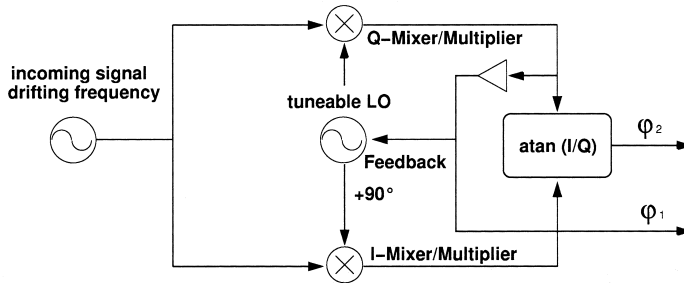 Q−Mixer/Multiplier
incoming signal
drifting frequency
tuneable LO
Feedback
atan (I/Q)
φ2
+90°
φ1
I−Mixer/Multiplier